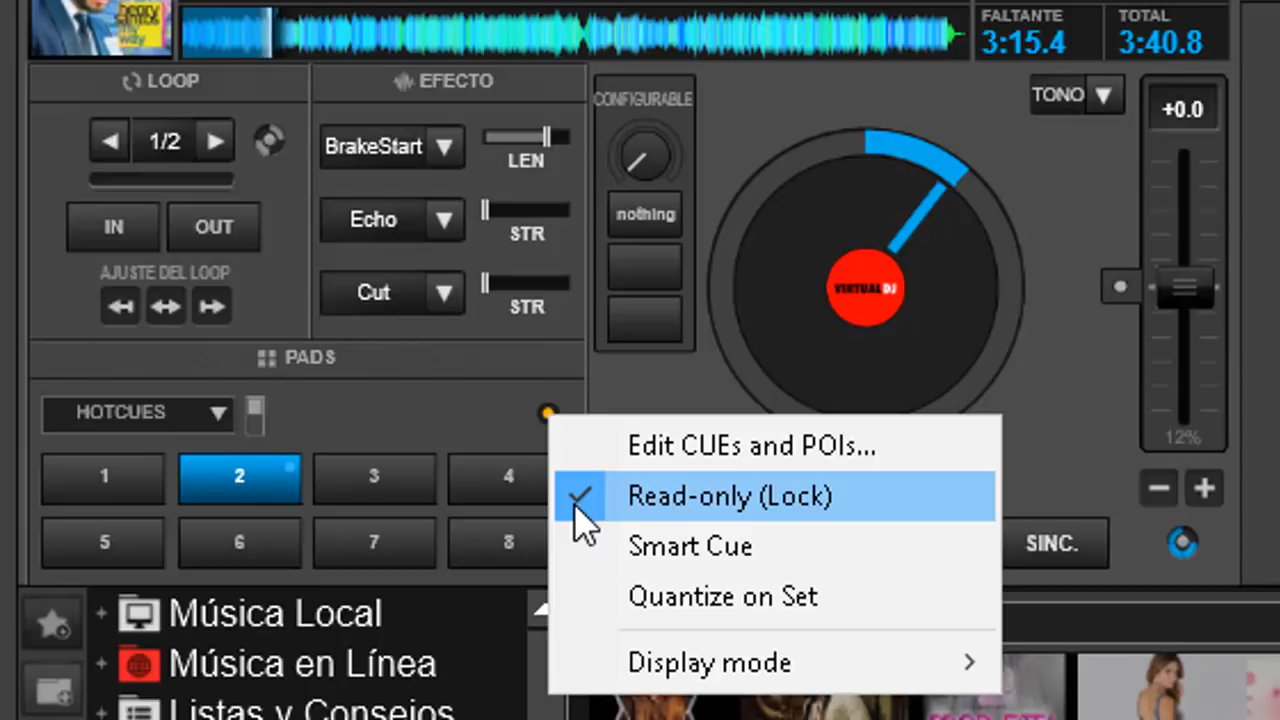 FALTANTE
3:15.4
TOTAL
3:40.8
LOOP
EFECTO
CONFIGURABLE
TONO
+0.0
1/2
BrakeStart
LEN
nothing
IN
OUT
Echo
STR
AJUSTE DEL LOOP
Cut
STR
VIRTUAL DJ
PADS
HOTCUES
12%
1
2
3
4
5
6
7
8
Edit CUEs and POIs...
Read-only (Lock)
Smart Cue
Quantize on Set
Display mode
SINC.
Música Local
Música en Línea
Listas y Consejos